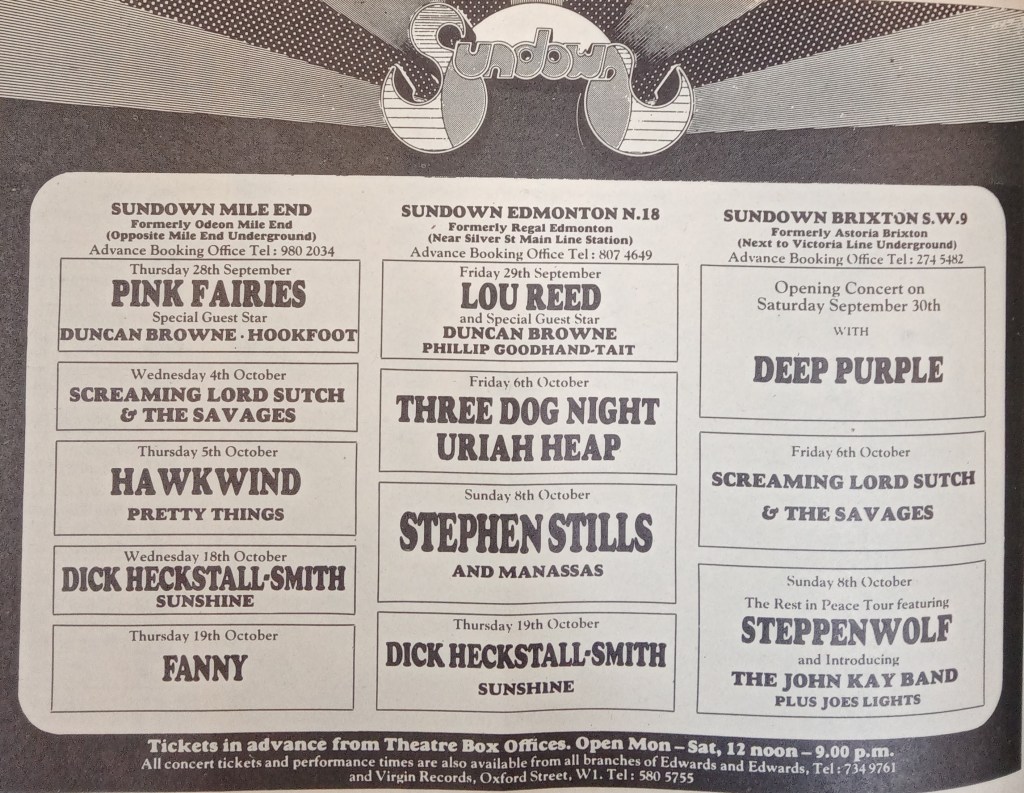 Sundown
SUNDOWN MILE END
Formerly Odeon Mile End
(Opposite Mile End Underground)
Advance Booking Office Tel: 980 2034
Thursday 28th September
PINK FAIRIES
Special Guest Star
DUNCAN BROWNE · HOOKFOOT
Wednesday 4th October
SCREAMING LORD SUTCH
& THE SAVAGES
Thursday 5th October
HAWKWIND
PRETTY THINGS
Wednesday 18th October
DICK HECKSTALL-SMITH
SUNSHINE
Thursday 19th October
FANNY
SUNDOWN EDMONTON N.18
Formerly Regal Edmonton
(Near Silver St Main Line Station)
Advance Booking Office Tel: 807 4649
Friday 29th September
LOU REED
and Special Guest Star
DUNCAN BROWNE
PHILLIP GOODHAND-TAIT
Friday 6th October
THREE DOG NIGHT
URIAH HEAP
Sunday 8th October
STEPHEN STILLS
AND MANASSAS
Thursday 19th October
DICK HECKSTALL-SMITH
SUNSHINE
SUNDOWN BRIXTON S.W.9
Formerly Astoria Brixton
(Next to Victoria Line Underground)
Advance Booking Office Tel: 274 5482
Opening Concert on
Saturday September 30th
WITH
DEEP PURPLE
Friday 6th October
SCREAMING LORD SUTCH
& THE SAVAGES
Sunday 8th October
The Rest in Peace Tour featuring
STEPPENWOLF
and Introducing
THE JOHN KAY BAND
PLUS JOES LIGHTS
Tickets in advance from Theatre Box Offices. Open Mon – Sat, 12 noon – 9.00 p.m.
All concert tickets and performance times are also available from all branches of Edwards and Edwards, Tel: 734 9761
and Virgin Records, Oxford Street, W1. Tel: 580 5755